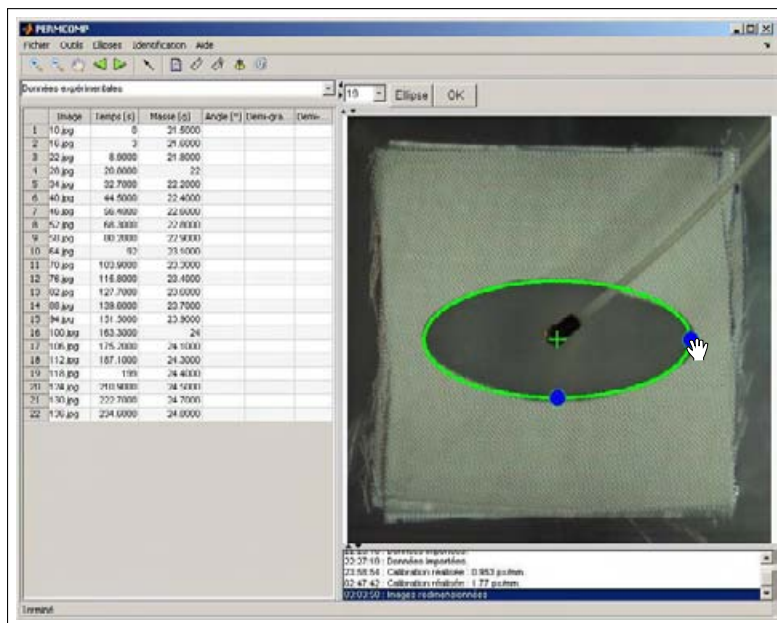 PERMCOMP
Fichier Outils Ellipses Identification Aide
Données expérimentales
19 Ellipse OK
Image Temps (s) Masse (g) Angle (°) Demi-gra. Demi-
1 10.jpg 0 21.5000
2 16.jpg 3 21.6000
3 22.jpg 8.8000 21.8000
4 28.jpg 20.8000 22
5 34.jpg 32.7000 22.2000
6 40.jpg 44.5000 22.4000
7 46.jpg 56.4000 22.6000
8 52.jpg 68.3000 22.8000
9 58.jpg 80.2000 22.9000
10 64.jpg 92 23.1000
11 70.jpg 103.9000 23.3000
12 76.jpg 115.8000 23.4000
13 82.jpg 127.7000 23.6000
14 88.jpg 139.6000 23.7000
15 94.jpg 151.5000 23.9000
16 100.jpg 163.3000 24
17 106.jpg 175.2000 24.1000
18 112.jpg 187.1000 24.3000
19 118.jpg 199 24.4000
20 124.jpg 210.9000 24.5000
21 130.jpg 222.7000 24.7000
22 136.jpg 234.6000 24.8000
Données importées.
22:27:16 : Données importées.
23:58:54 : Calibration réalisée : 0.953 px/mm.
02:47:42 : Calibration réalisée : 1.77 px/mm.
03:03:50 : Images redimensionnées
Terminé